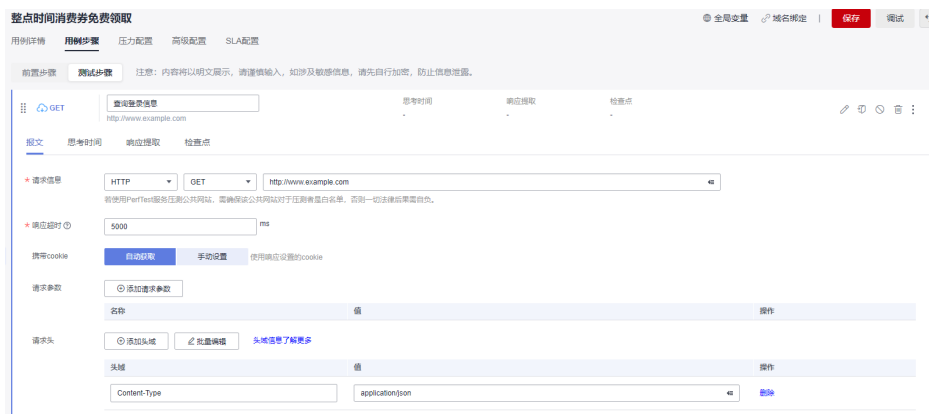 整点时间消费券免费领取
全局变量 域名绑定 | 保存 调试
用例详情 用例步骤 压力配置 高级配置 SLA配置
前置步骤 测试步骤 注意:内容将以明文展示,请谨慎输入,如涉及敏感信息,请先自行加密,防止信息泄露。
GET 查询登录信息 思考时间 响应提取 检查点
http://www.example.com - - -
报文 思考时间 响应提取 检查点
* 请求信息 HTTP GET http://www.example.com
若使用PerfTest服务压测公共网站,需确保该公共网站对于压测者是白名单,否则一切法律后果需自负。
* 响应超时 5000 ms
携带cookie 自动获取 手动设置 使用响应设置的cookie
请求参数 添加请求参数
名称 值 操作
请求头 添加头域 批量编辑 头域信息了解更多
头域 值 操作
Content-Type application/json 删除